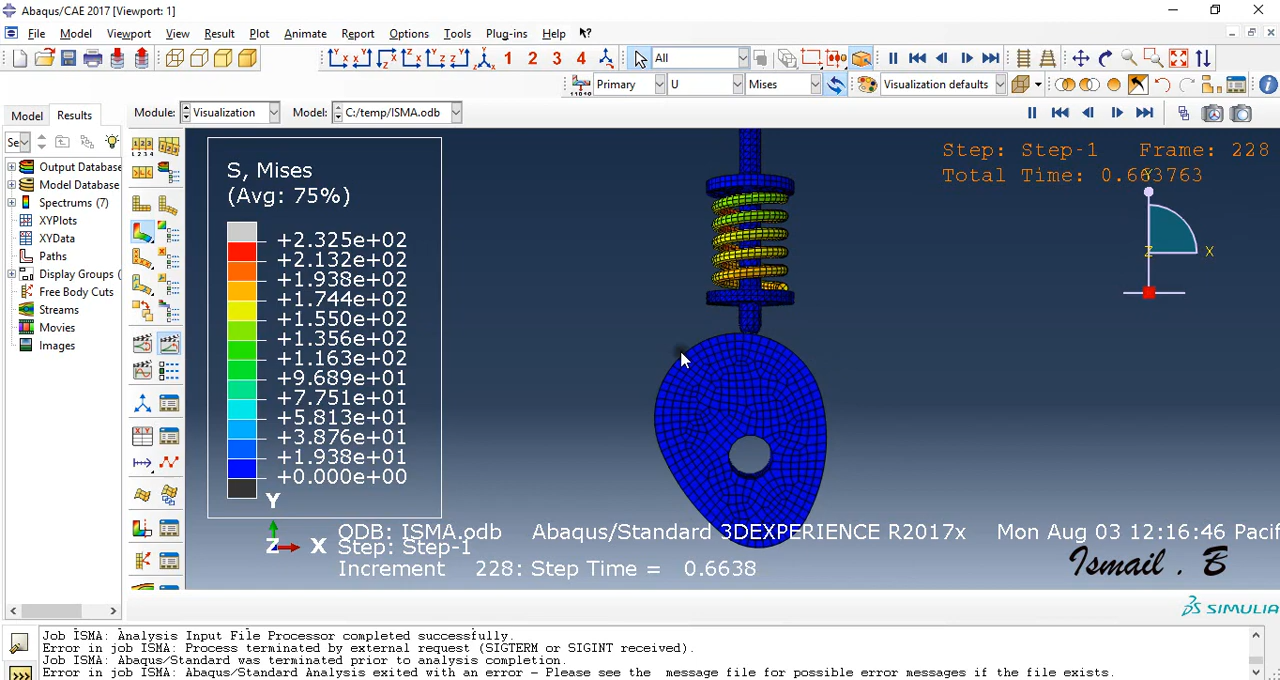 Abaqus/CAE 2017 [Viewport: 1]
File Model Viewport View Result Plot Animate Report Options Tools Plug-ins Help
1 2 3 4 All
Primary U Mises Visualization defaults
Model Results Module: Visualization Model: C:/temp/ISMA.odb
Output Database
Model Database
Spectrums (7)
XYPlots
XYData
Paths
Display Groups (
Free Body Cuts
Streams
Movies
Images
S, Mises
(Avg: 75%)
+2.325e+02
+2.132e+02
+1.938e+02
+1.744e+02
+1.550e+02
+1.356e+02
+1.163e+02
+9.689e+01
+7.751e+01
+5.813e+01
+3.876e+01
+1.938e+01
+0.000e+00
Step: Step-1 Frame: 228
Total Time: 0.663763
Y
Z X
Y
Z X
ODB: ISMA.odb Abaqus/Standard 3DEXPERIENCE R2017x Mon Aug 03 12:16:46 Pacif
Step: Step-1
Increment 228: Step Time = 0.6638
Ismail . B
SIMULIA
Job ISMA: Analysis Input File Processor completed successfully.
Error in job ISMA: Process terminated by external request (SIGTERM or SIGINT received).
Job ISMA: Abaqus/Standard was terminated prior to analysis completion.
Error in job ISMA: Abaqus/Standard Analysis exited with an error - Please see the message file for possible error messages if the file exists.